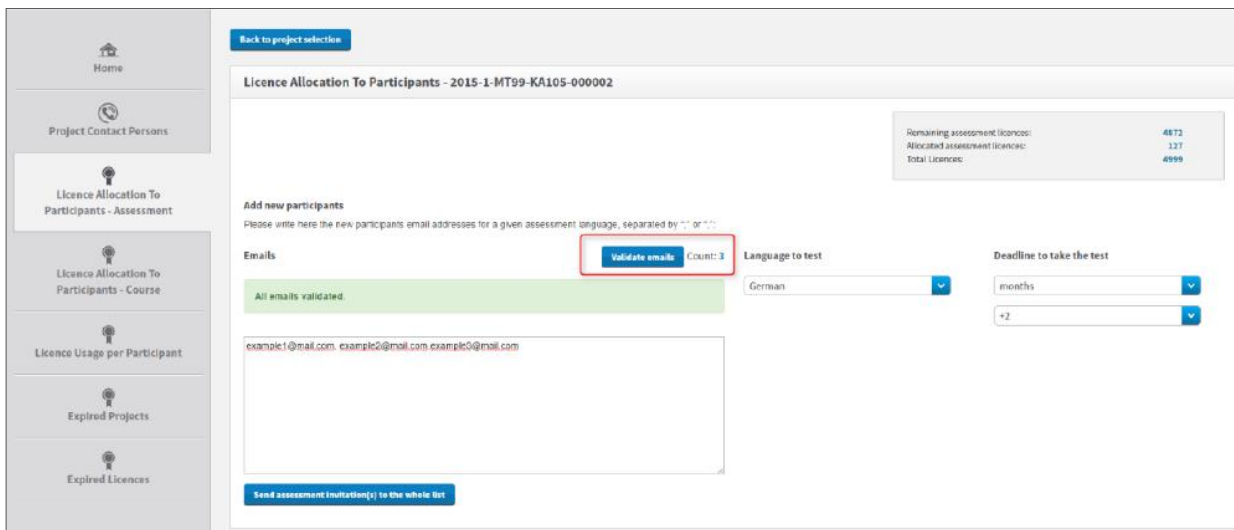 Home
Project Contact Persons
Licence Allocation To
Participants - Assessment
Licence Allocation To
Participants - Course
Licence Usage per Participant
Expired Projects
Expired Licences
Back to project selection
Licence Allocation To Participants - 2015-1-MT99-KA105-000002
Remaining assessment licences: 4872
Allocated assessment licences: 127
Total Licences: 4999
Add new participants
Please write here the new participants email addresses for a given assessment language, separated by
Emails
Validate emails Count: 3
All emails validated.
example1@mail.com, example2@mail.com,example3@mail.com
Language to test
German
Deadline to take the test
months
+2
Send assessment invitation(s) to the whole list